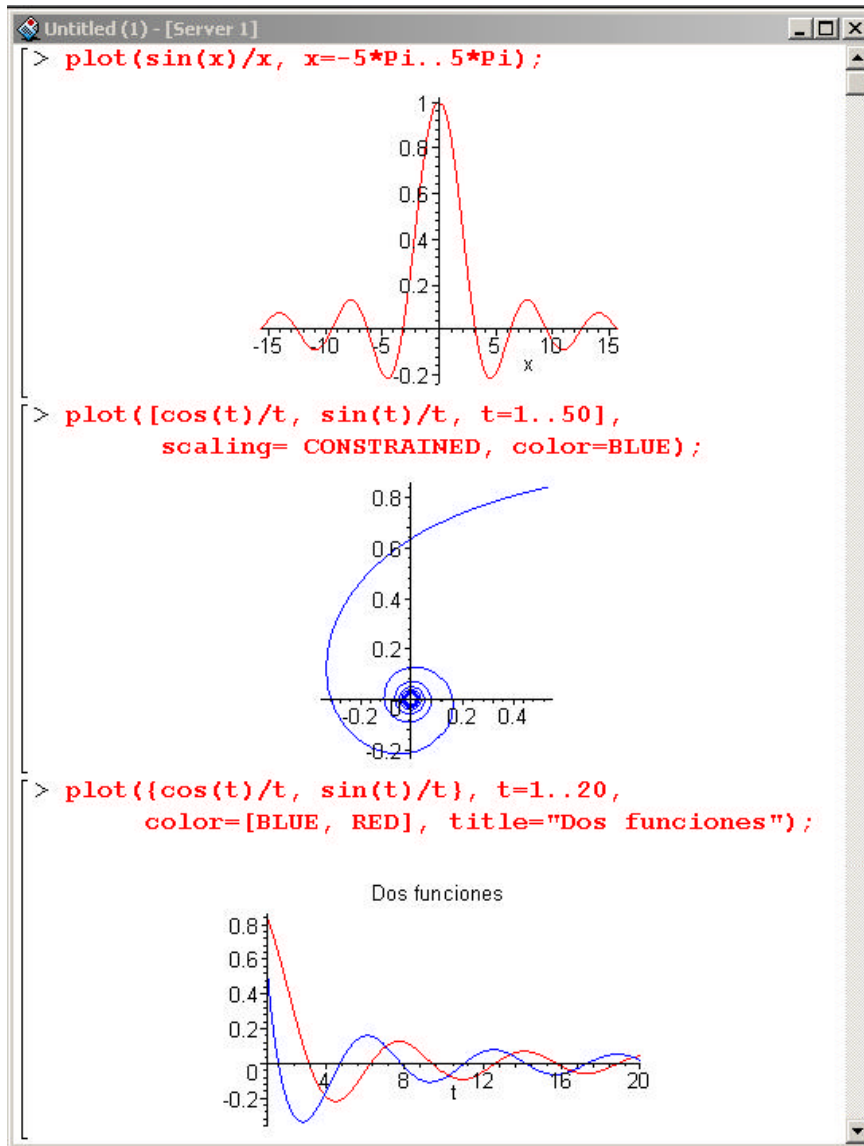 Untitled (1) - [Server 1]
> plot(sin(x)/x, x=-5*Pi..5*Pi);
1
0.8
0.6
0.4
0.2
-15 -10 -5 5 10 15
x
-0.2
> plot([cos(t)/t, sin(t)/t, t=1..50],
scaling= CONSTRAINED, color=BLUE);
0.8
0.6
0.4
0.2
-0.2 0 0.2 0.4
-0.2
> plot({cos(t)/t, sin(t)/t}, t=1..20,
color=[BLUE, RED], title="Dos funciones");
Dos funciones
0.8
0.6
0.4
0.2
0 4 8 12 16 20
t
-0.2